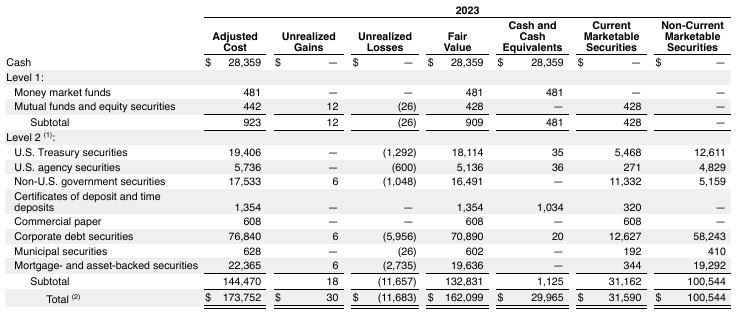 2023
Adjusted Cost Unrealized Gains Unrealized Losses Fair Value Cash and Cash Equivalents Current Marketable Securities Non-Current Marketable Securities
Cash $ 28,359 $ — $ — $ 28,359 $ 28,359 $ — $ —
Level 1:
Money market funds 481 — — 481 481 — —
Mutual funds and equity securities 442 12 (26) 428 — 428 —
Subtotal 923 12 (26) 909 481 428 —
Level 2 (1):
U.S. Treasury securities 19,406 — (1,292) 18,114 35 5,468 12,611
U.S. agency securities 5,736 — (600) 5,136 36 271 4,829
Non-U.S. government securities 17,533 6 (1,048) 16,491 — 11,332 5,159
Certificates of deposit and time
deposits 1,354 — — 1,354 1,034 320 —
Commercial paper 608 — — 608 — 608 —
Corporate debt securities 76,840 6 (5,956) 70,890 20 12,627 58,243
Municipal securities 628 — (26) 602 — 192 410
Mortgage- and asset-backed securities 22,365 6 (2,735) 19,636 — 344 19,292
Subtotal 144,470 18 (11,657) 132,831 1,125 31,162 100,544
Total (2) $ 173,752 $ 30 $ (11,683) $ 162,099 $ 29,965 $ 31,590 $ 100,544